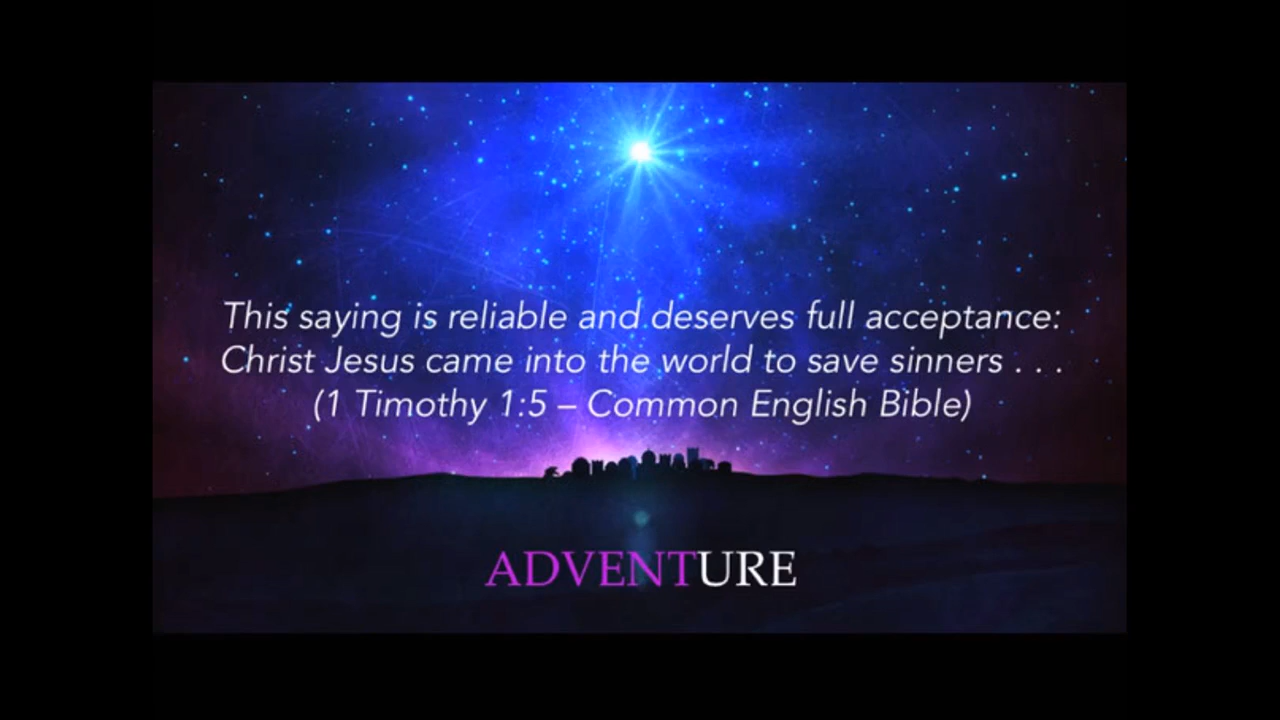 This saying is reliable and deserves full acceptance:
Christ Jesus came into the world to save sinners . . .
(1 Timothy 1:5 – Common English Bible)
ADVENTURE